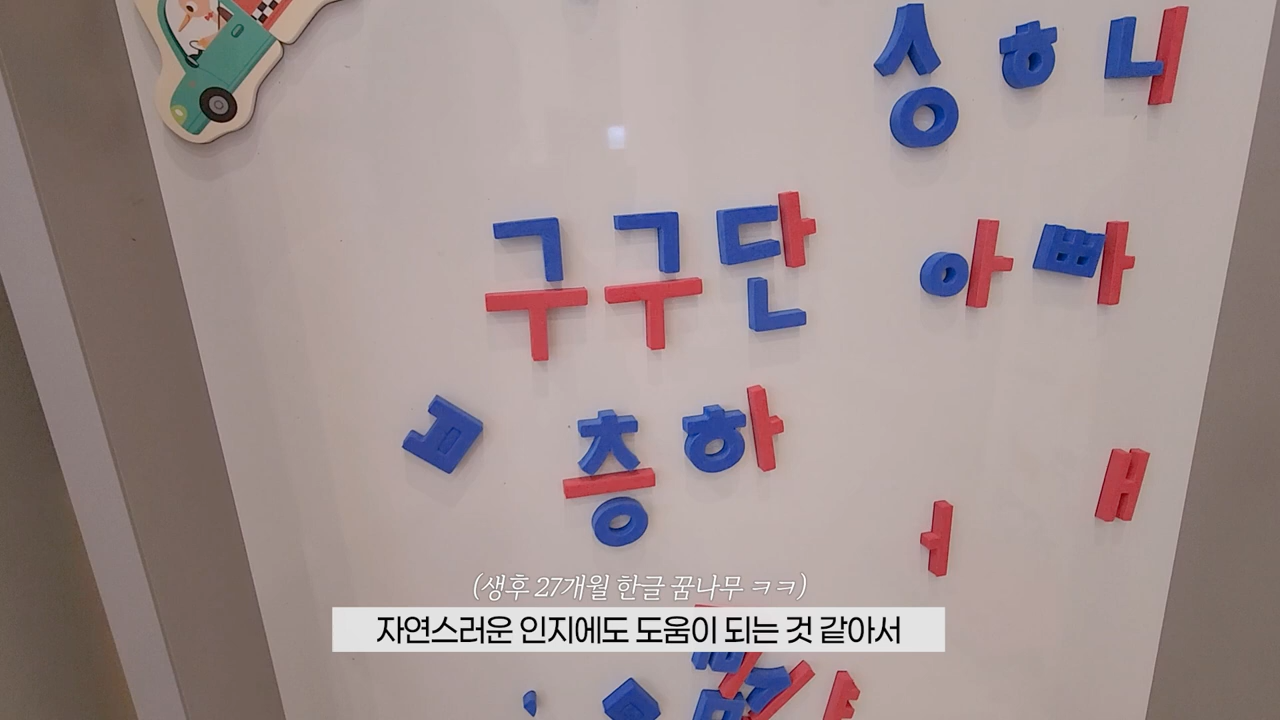 상 ㅎ 니
구구단
아빠
층하
ㅐ
ㅓ
(생후 27개월 한글 꿈나무 ㅋㅋ)
자연스러운 인지에도 도움이 되는 것 같아서